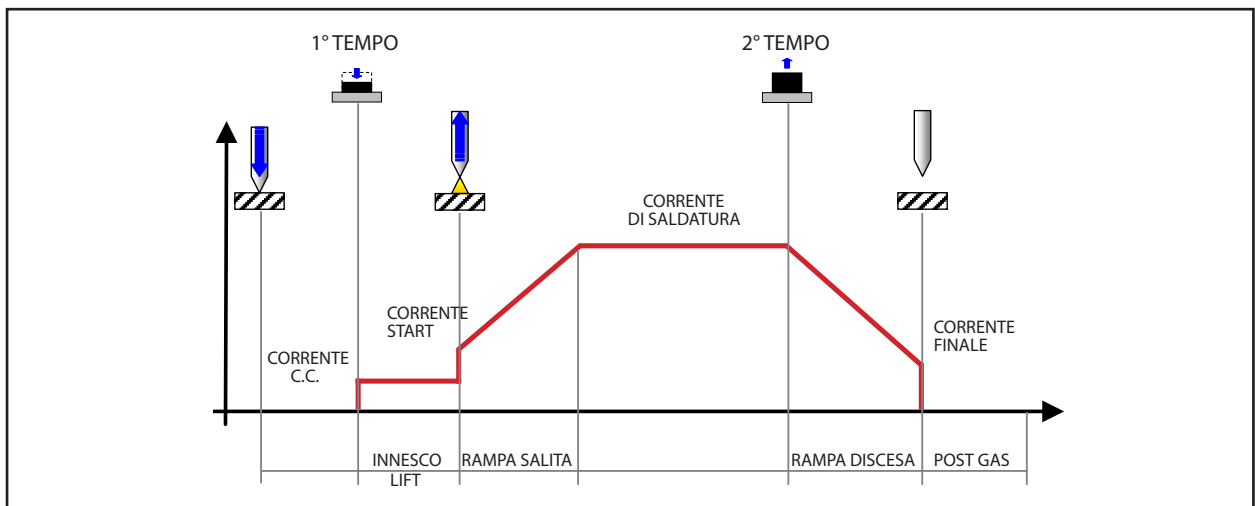 1° TEMPO
2° TEMPO
CORRENTE
DI SALDATURA
CORRENTE
START
CORRENTE
FINALE
CORRENTE
C.C.
INNESCO
LIFT
RAMPA SALITA
RAMPA DISCESA
POST GAS